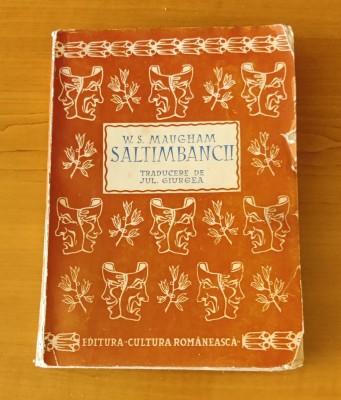 W. S. MAUGHAM
SALTIMBANCII
TRADUCERE DE
JUL. GIURGEA
EDITURA "CULTURA ROMÂNEASCĂ"